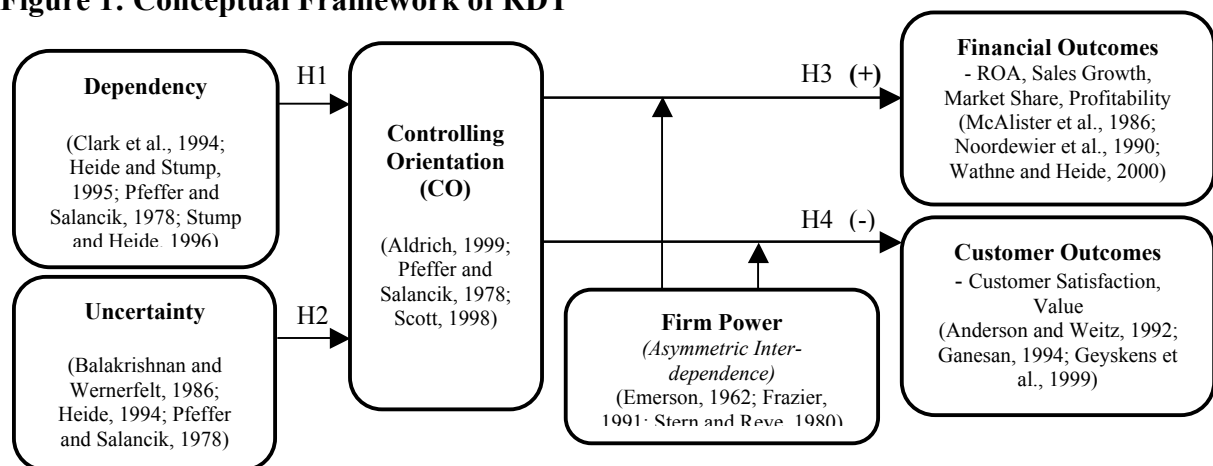 Figure 1: Conceptual Framework of RDT
Dependency
(Clark et al., 1994;
Heide and Stump,
1995; Pfeffer and
Salancik, 1978; Stump
and Heide, 1996)
H1
Uncertainty
(Balakrishnan and
Wernerfelt, 1986;
Heide, 1994; Pfeffer
and Salancik, 1978)
H2
Controlling
Orientation
(CO)
(Aldrich, 1999;
Pfeffer and
Salancik, 1978;
Scott, 1998)
H3 (+)
H4 (-)
Firm Power
(Asymmetric Inter-
dependence)
(Emerson, 1962; Frazier,
1991; Stern and Reve, 1980)
Financial Outcomes
- ROA, Sales Growth,
Market Share, Profitability
(McAlister et al., 1986;
Noordewier et al., 1990;
Wathne and Heide, 2000)
Customer Outcomes
- Customer Satisfaction,
Value
(Anderson and Weitz, 1992;
Ganesan, 1994; Geyskens et
al., 1999)